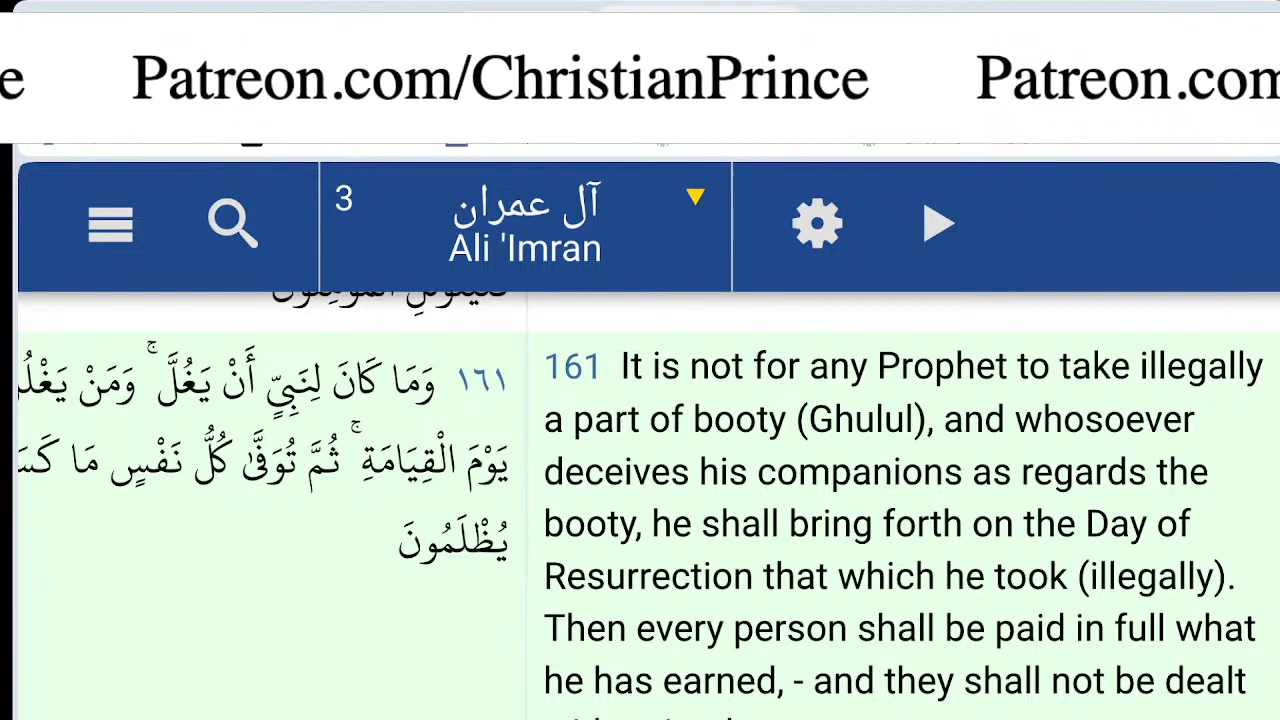 Patreon.com/ChristianPrince Patreon.com
3
آل عمران
Ali 'Imran
١٦١ وَمَا كَانَ لِنَبِيٍّ أَنْ يَغُلَّ ۚ وَمَنْ
يَوْمَ الْقِيَامَةِ ۚ ثُمَّ تُوَفَّىٰ كُلُّ نَفْسٍ مَا
يُظْلَمُونَ
161 It is not for any Prophet to take illegally
a part of booty (Ghulul), and whosoever
deceives his companions as regards the
booty, he shall bring forth on the Day of
Resurrection that which he took (illegally).
Then every person shall be paid in full what
he has earned, - and they shall not be dealt